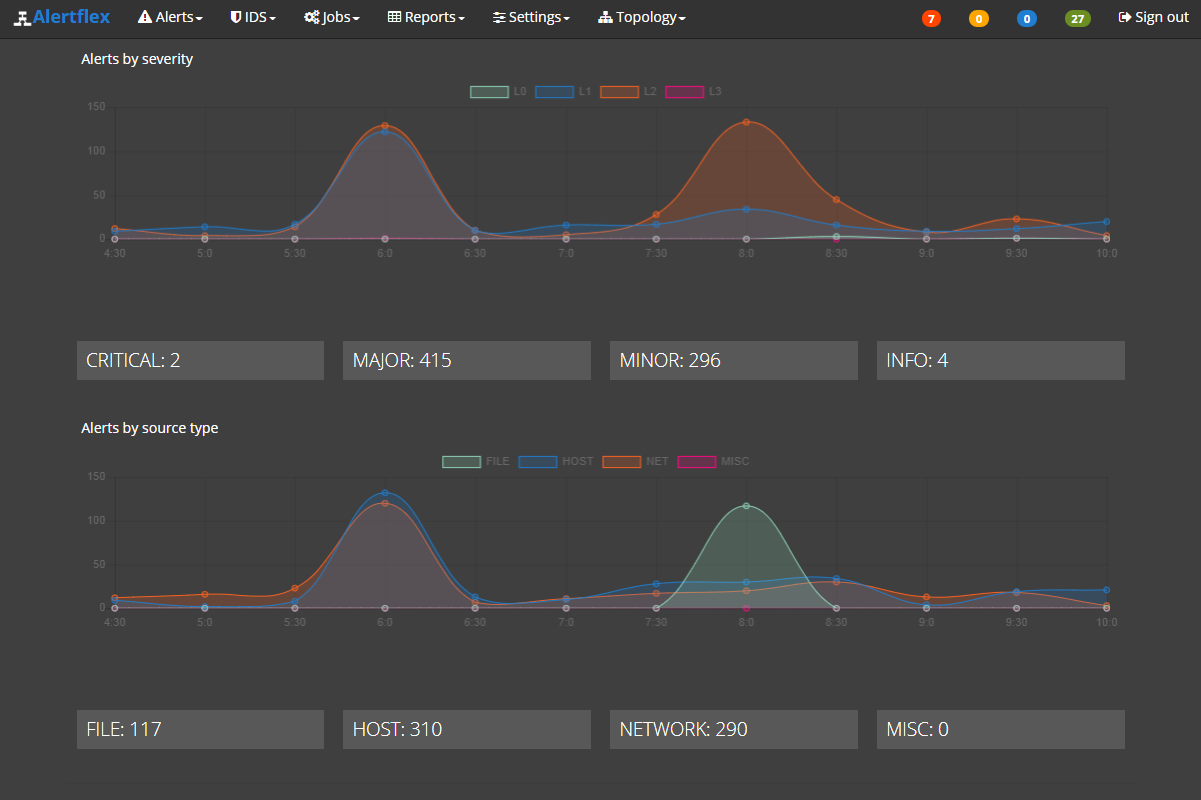 Alertflex Alerts IDS Jobs Reports Settings Topology 7 0 0 27 Sign out
Alerts by severity
L0 L1 L2 L3
150
100
50
0
4:30 5:0 5:30 6:0 6:30 7:0 7:30 8:0 8:30 9:0 9:30 10:0
CRITICAL: 2 MAJOR: 415 MINOR: 296 INFO: 4
Alerts by source type
FILE HOST NET MISC
150
100
50
0
4:30 5:0 5:30 6:0 6:30 7:0 7:30 8:0 8:30 9:0 9:30 10:0
FILE: 117 HOST: 310 NETWORK: 290 MISC: 0